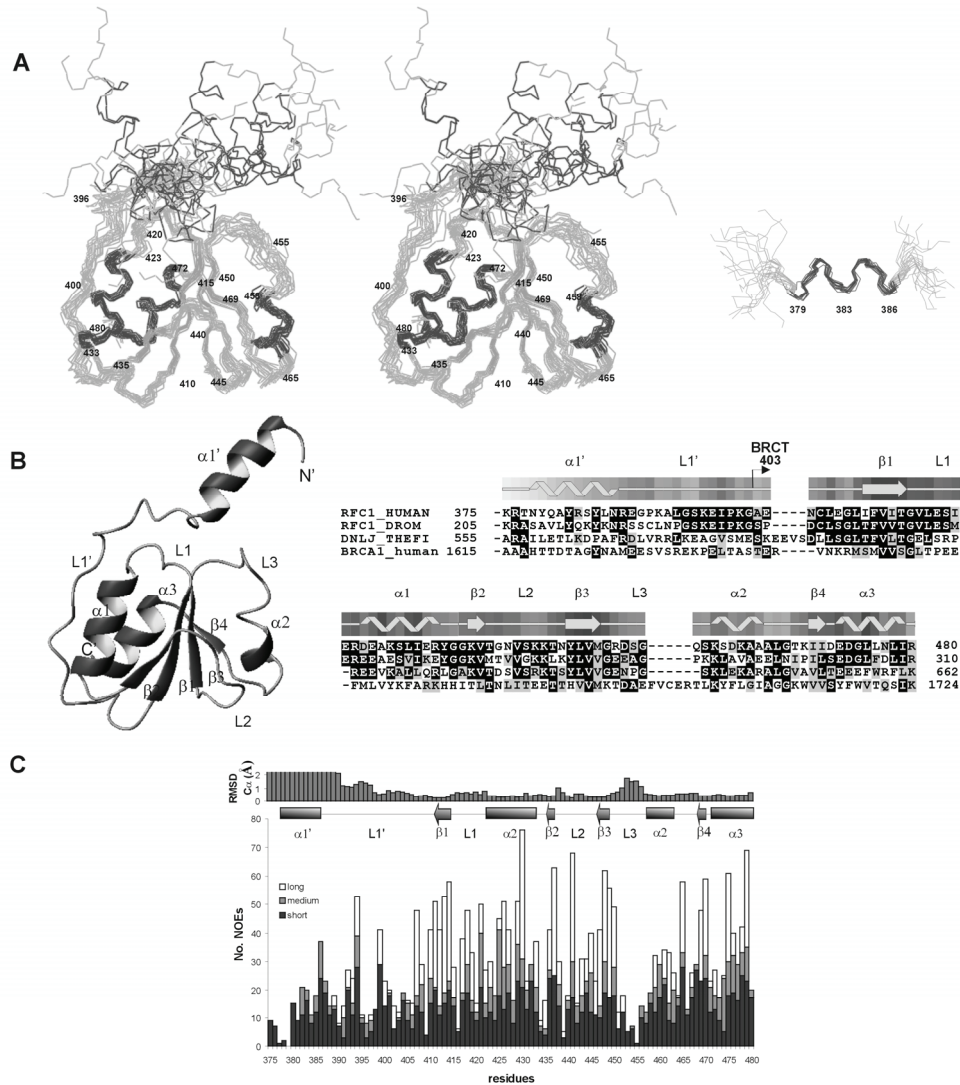 A
396 420 455 423 472 400 415 450 469 458 480 433 440 435 410 445 465
396 420 455 423 472 400 415 450 469 458 480 433 440 435 410 445 465
379 383 386
B
α1' N'
L1' L1 L3
α1 α3 α2
β4
C'
β2 β1 β3
L2
BRCT
α1' L1' 403 β1 L1
RFC1_HUMAN 375 -KRTNYQAYRSYLNREGPKALGSKEIPKGAE----NCLEGLIFVITGVLESI
RFC1_DROM 205 -KRASAVLYQKYKNRSSCLNPGSKEIPKGSP----DCLSGLTFVVTGVLESM
DNLJ_THEFI 555 -RAAILETLKDPAFRDLVRRLKEAGVSMESKEEVSDLLSGLTFVLTGELSRP
BRCA1_human 1615 -AAAHTTDTAGYNAMEESVSREKPELTASTER-----VNKRMSMVVSGLTPEE
α1 β2 L2 β3 L3 α2 β4 α3
ERDEAKSLIERYGGKVTGNVSKKTNYLVMGRDSG-----QSKSDKAAALGTKIIDEDGLLNLIR 480
EREEAESVIKEYGGKVMTVVGKKLKYLVVGEEAG-----PKKLAVAEELNIPILSEDGLFDLIR 310
-REEVKALLQRLGAKVTDSVSRKTSYLVVGENPG-----SKLEKARALGVAVLTEEEFWRFLK 662
-FMLVYKFARKHHITLTNLITEETTHVVMKTDAEFVCERTLKYFLGIAGGKWVVSYFWVTQSIK 1724
C
RMSD Cα (Å)
2
1
0
α1' L1' β1 L1 α2 β2 L2 β3 L3 α2 β4 α3
No. NOEs
80
70
60
50
40
30
20
10
0
long
medium
short
375 380 385 390 395 400 405 410 415 420 425 430 435 440 445 450 455 460 465 470 475 480
residues